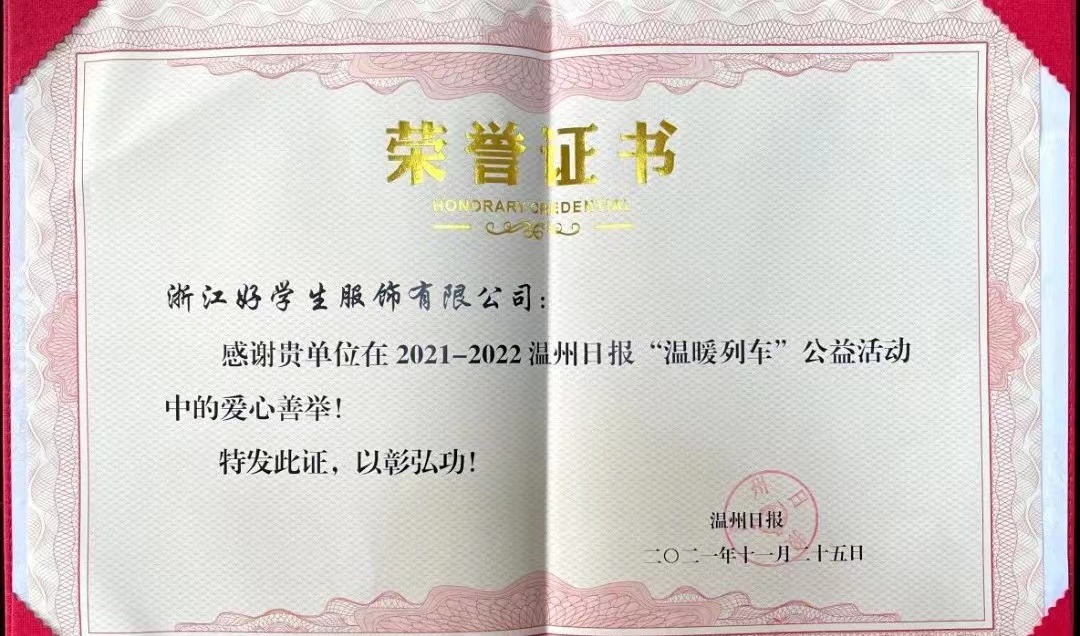 荣誉证书
HONORARY CREDENTIAL
浙江好学生服饰有限公司：
感谢贵单位在2021-2022温州日报“温暖列车”公益活动
中的爱心善举！
特发此证，以彰弘功！
温州日报
二〇二一年十一月二十五日